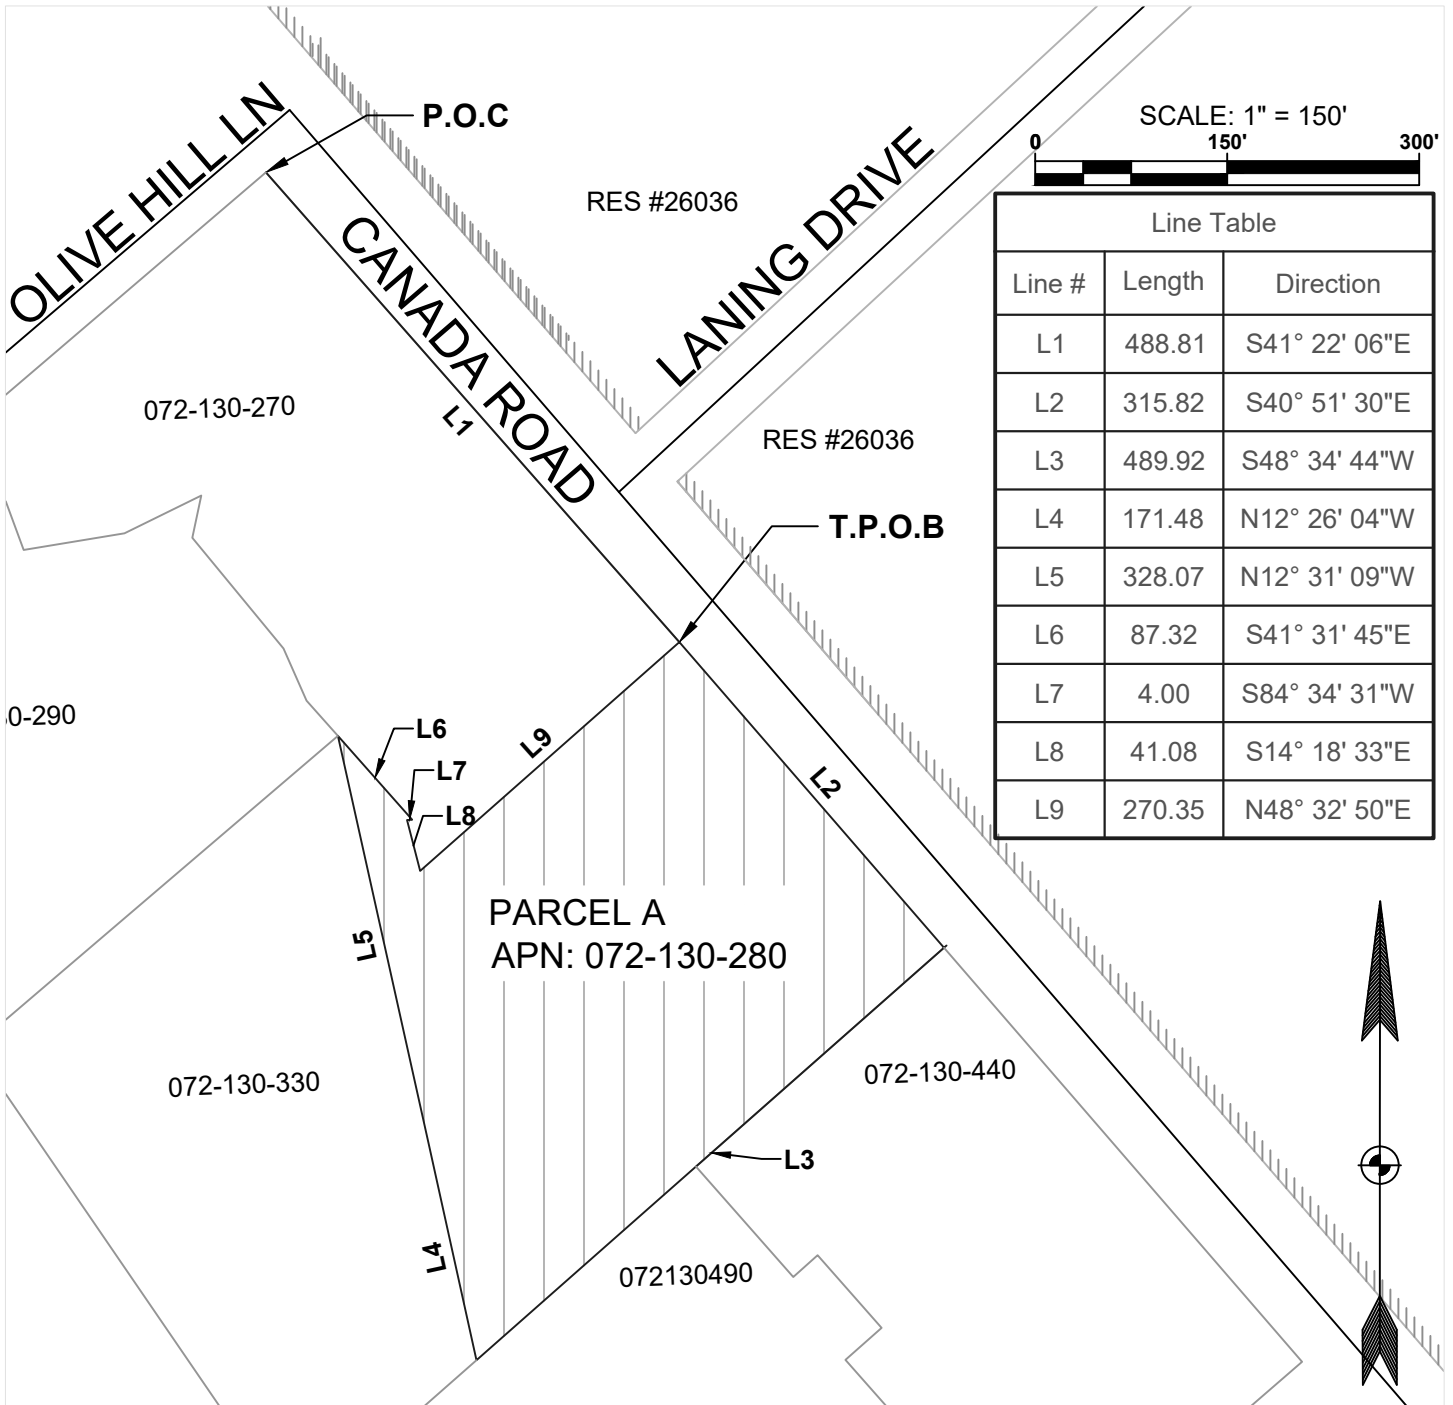 OLIVE HILL LN
P.O.C
CANADA ROAD
RES #26036
LANING DRIVE
SCALE: 1" = 150'
0 150' 300'
Line Table
Line # Length Direction
L1 488.81 S41° 22' 06"E
L2 315.82 S40° 51' 30"E
L3 489.92 S48° 34' 44"W
L4 171.48 N12° 26' 04"W
L5 328.07 N12° 31' 09"W
L6 87.32 S41° 31' 45"E
L7 4.00 S84° 34' 31"W
L8 41.08 S14° 18' 33"E
L9 270.35 N48° 32' 50"E
072-130-270
L1
RES #26036
T.P.O.B
0-290
L6
L7
L8
L9
L2
PARCEL A
APN: 072-130-280
L5
072-130-330
072-130-440
L3
L4
072130490